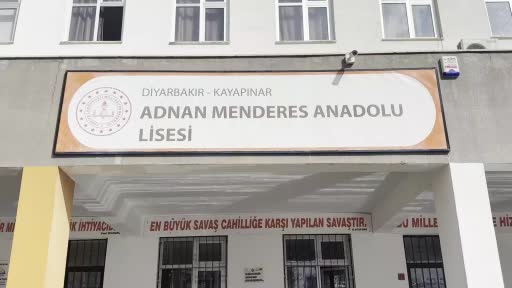 DİYARBAKIR - KAYAPINAR
ADNAN MENDERES ANADOLU
LİSESİ
EN BÜYÜK SAVAŞ CAHİLLİĞE KARŞI YAPILAN SAVAŞTIR.